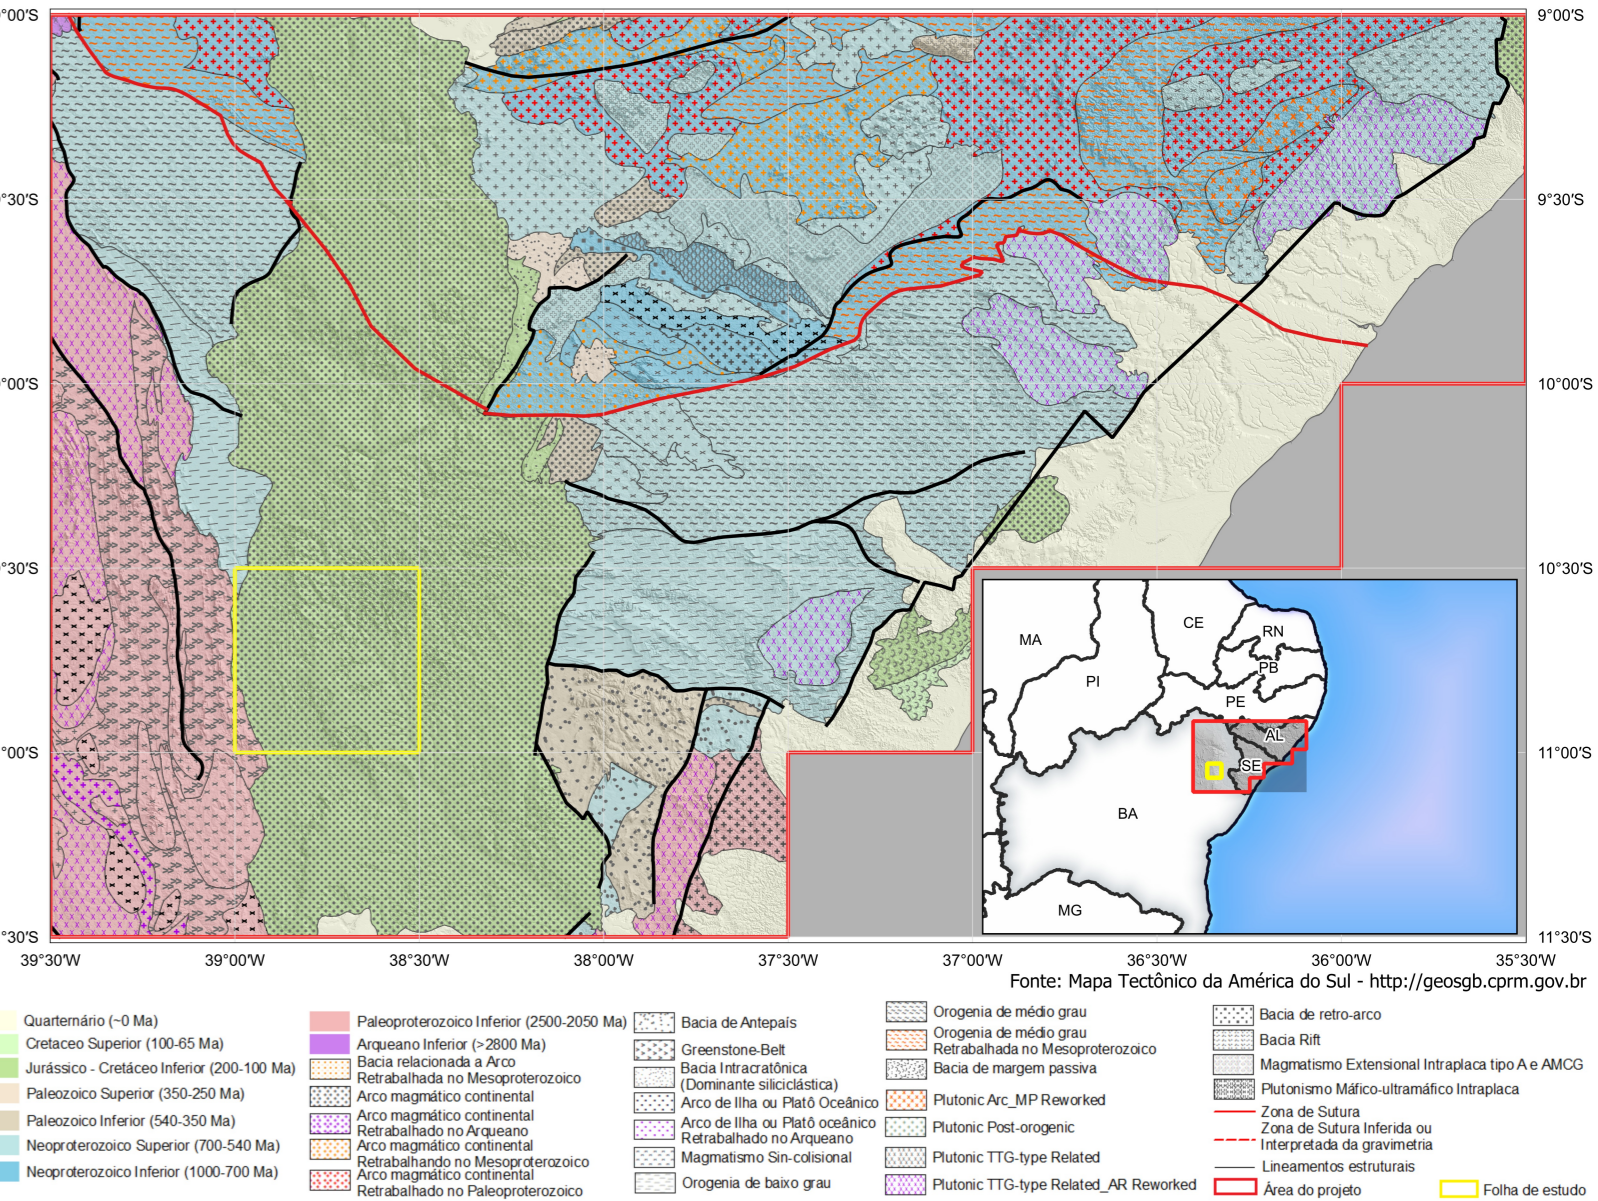 9°00'S
9°30'S
10°00'S
10°30'S
11°00'S
11°30'S
°00'S
°30'S
0°00'S
0°30'S
1°00'S
1°30'S
39°30'W
39°00'W
38°30'W
38°00'W
37°30'W
37°00'W
36°30'W
36°00'W
35°30'W
MA
CE
RN
PB
PI
PE
AL
SE
BA
MG
Fonte: Mapa Tectônico da América do Sul - http://geosgb.cprm.gov.br
Quarternário (~0 Ma)
Cretaceo Superior (100-65 Ma)
Jurássico - Cretáceo Inferior (200-100 Ma)
Paleozoico Superior (350-250 Ma)
Paleozoico Inferior (540-350 Ma)
Neoproterozoico Superior (700-540 Ma)
Neoproterozoico Inferior (1000-700 Ma)
Paleoproterozoico Inferior (2500-2050 Ma)
Arqueano Inferior (>2800 Ma)
Bacia relacionada a Arco
Retrabalhada no Mesoproterozoico
Arco magmático continental
Arco magmático continental
Retrabalhado no Arqueano
Arco magmático continental
Retrabalhando no Mesoproterozoico
Arco magmático continental
Retrabalhado no Paleoproterozoico
Bacia de Antepaís
Greenstone-Belt
Bacia Intracratônica
(Dominante siliciclástica)
Arco de Ilha ou Platô Oceânico
Arco de Ilha ou Platô oceânico
Retrabalhado no Arqueano
Magmatismo Sin-colisional
Orogenia de baixo grau
Orogenia de médio grau
Orogenia de médio grau
Retrabalhada no Mesoproterozoico
Bacia de margem passiva
Plutonic Arc_MP Reworked
Plutonic Post-orogenic
Plutonic TTG-type Related
Plutonic TTG-type Related_AR Reworked
Bacia de retro-arco
Bacia Rift
Magmatismo Extensional Intraplaca tipo A e AMCG
Plutonismo Máfico-ultramáfico Intraplaca
Zona de Sutura
Zona de Sutura Inferida ou
Interpretada da gravimetria
Lineamentos estruturais
Área do projeto
Folha de estudo